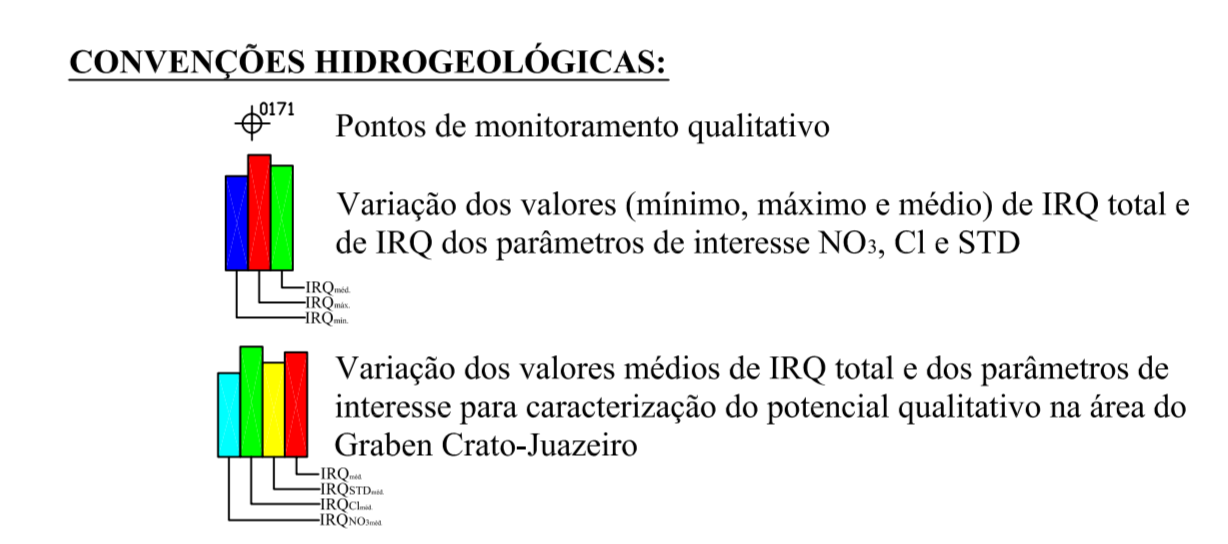 CONVENÇÕES HIDROGEOLÓGICAS:
0171
Pontos de monitoramento qualitativo
Variação dos valores (mínimo, máximo e médio) de IRQ total e
de IRQ dos parâmetros de interesse NO₃, Cl e STD
IRQméd.
IRQmáx.
IRQmín.
Variação dos valores médios de IRQ total e dos parâmetros de
interesse para caracterização do potencial qualitativo na área do
Graben Crato-Juazeiro
IRQméd
IRQSTDméd.
IRQClméd.
IRQNO₃méd